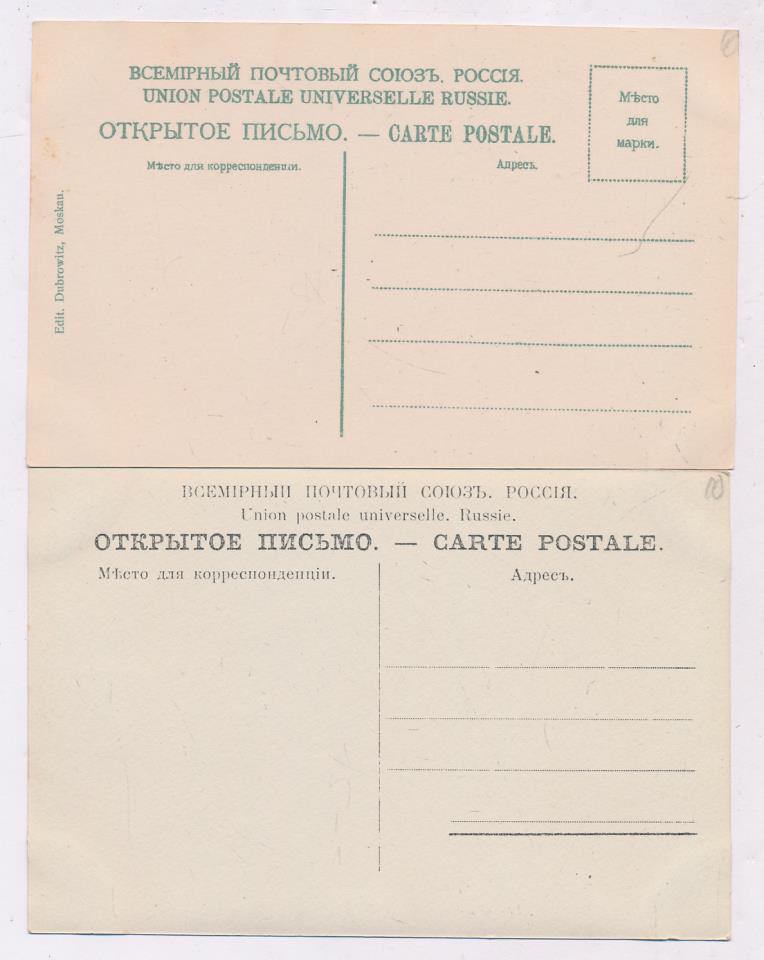 ВСЕМІРНЫЙ ПОЧТОВЫЙ СОЮЗЪ. РОССІЯ.
UNION POSTALE UNIVERSELLE RUSSIE.
ОТКРЫТОЕ ПИСЬМО. — CARTE POSTALE.
Мѣсто для корреспонденціи.
Адресъ.
Мѣсто
для
марки.
Edit. Dubrowitz, Moskau.
ВСЕМІРНЫЙ ПОЧТОВЫЙ СОЮЗЪ. РОССІЯ.
Union postale universelle. Russie.
ОТКРЫТОЕ ПИСЬМО. — CARTE POSTALE.
Мѣсто для корреспонденціи.
Адресъ.